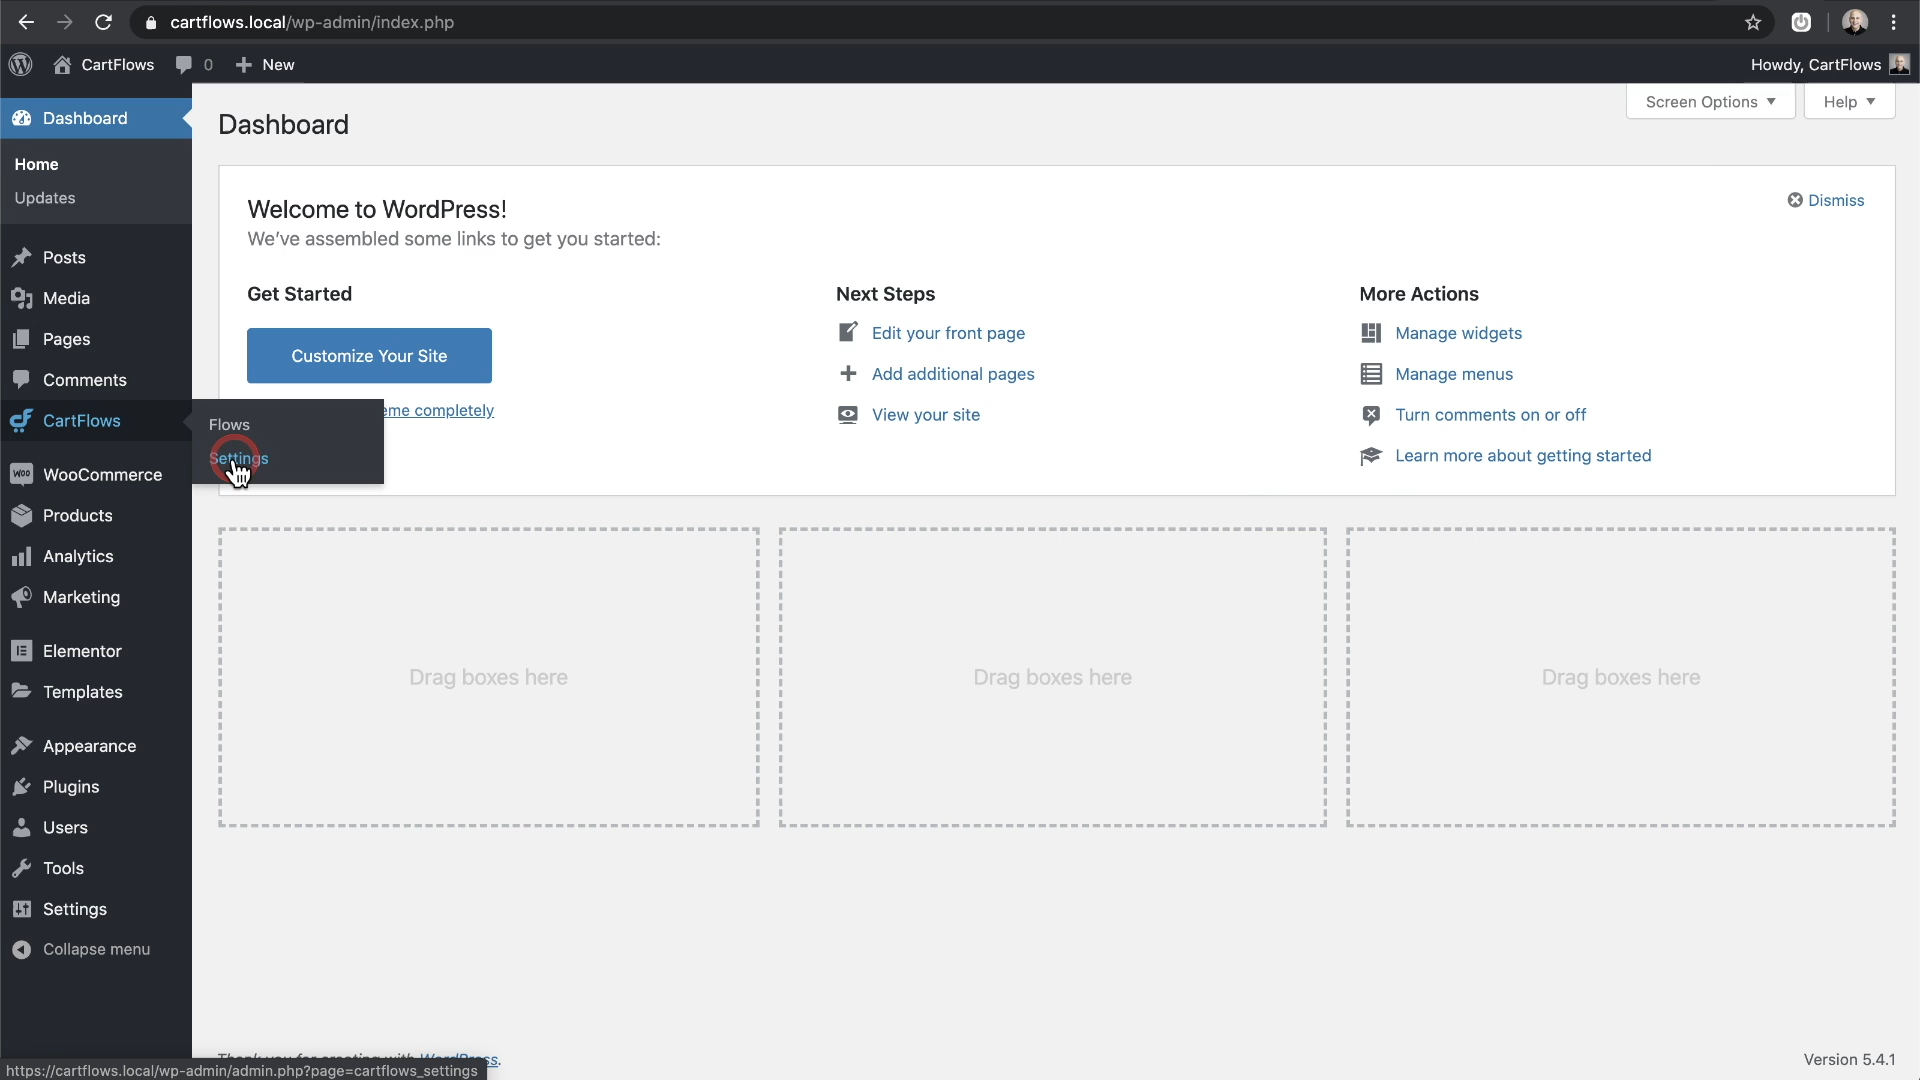 cartflows.local/wp-admin/index.php
CartFlows
0
New
Howdy, CartFlows
Dashboard
Home
Updates
Posts
Media
Pages
Comments
CartFlows
Flows
Settings
WooCommerce
Products
Analytics
Marketing
Elementor
Templates
Appearance
Plugins
Users
Tools
Settings
Collapse menu
Screen Options
Help
Dashboard
Welcome to WordPress!
We've assembled some links to get you started:
Dismiss
Get Started
Customize Your Site
completely
Next Steps
Edit your front page
Add additional pages
View your site
More Actions
Manage widgets
Manage menus
Turn comments on or off
Learn more about getting started
Drag boxes here
Drag boxes here
Drag boxes here
Version 5.4.1
https://cartflows.local/wp-admin/admin.php?page=cartflows_settings